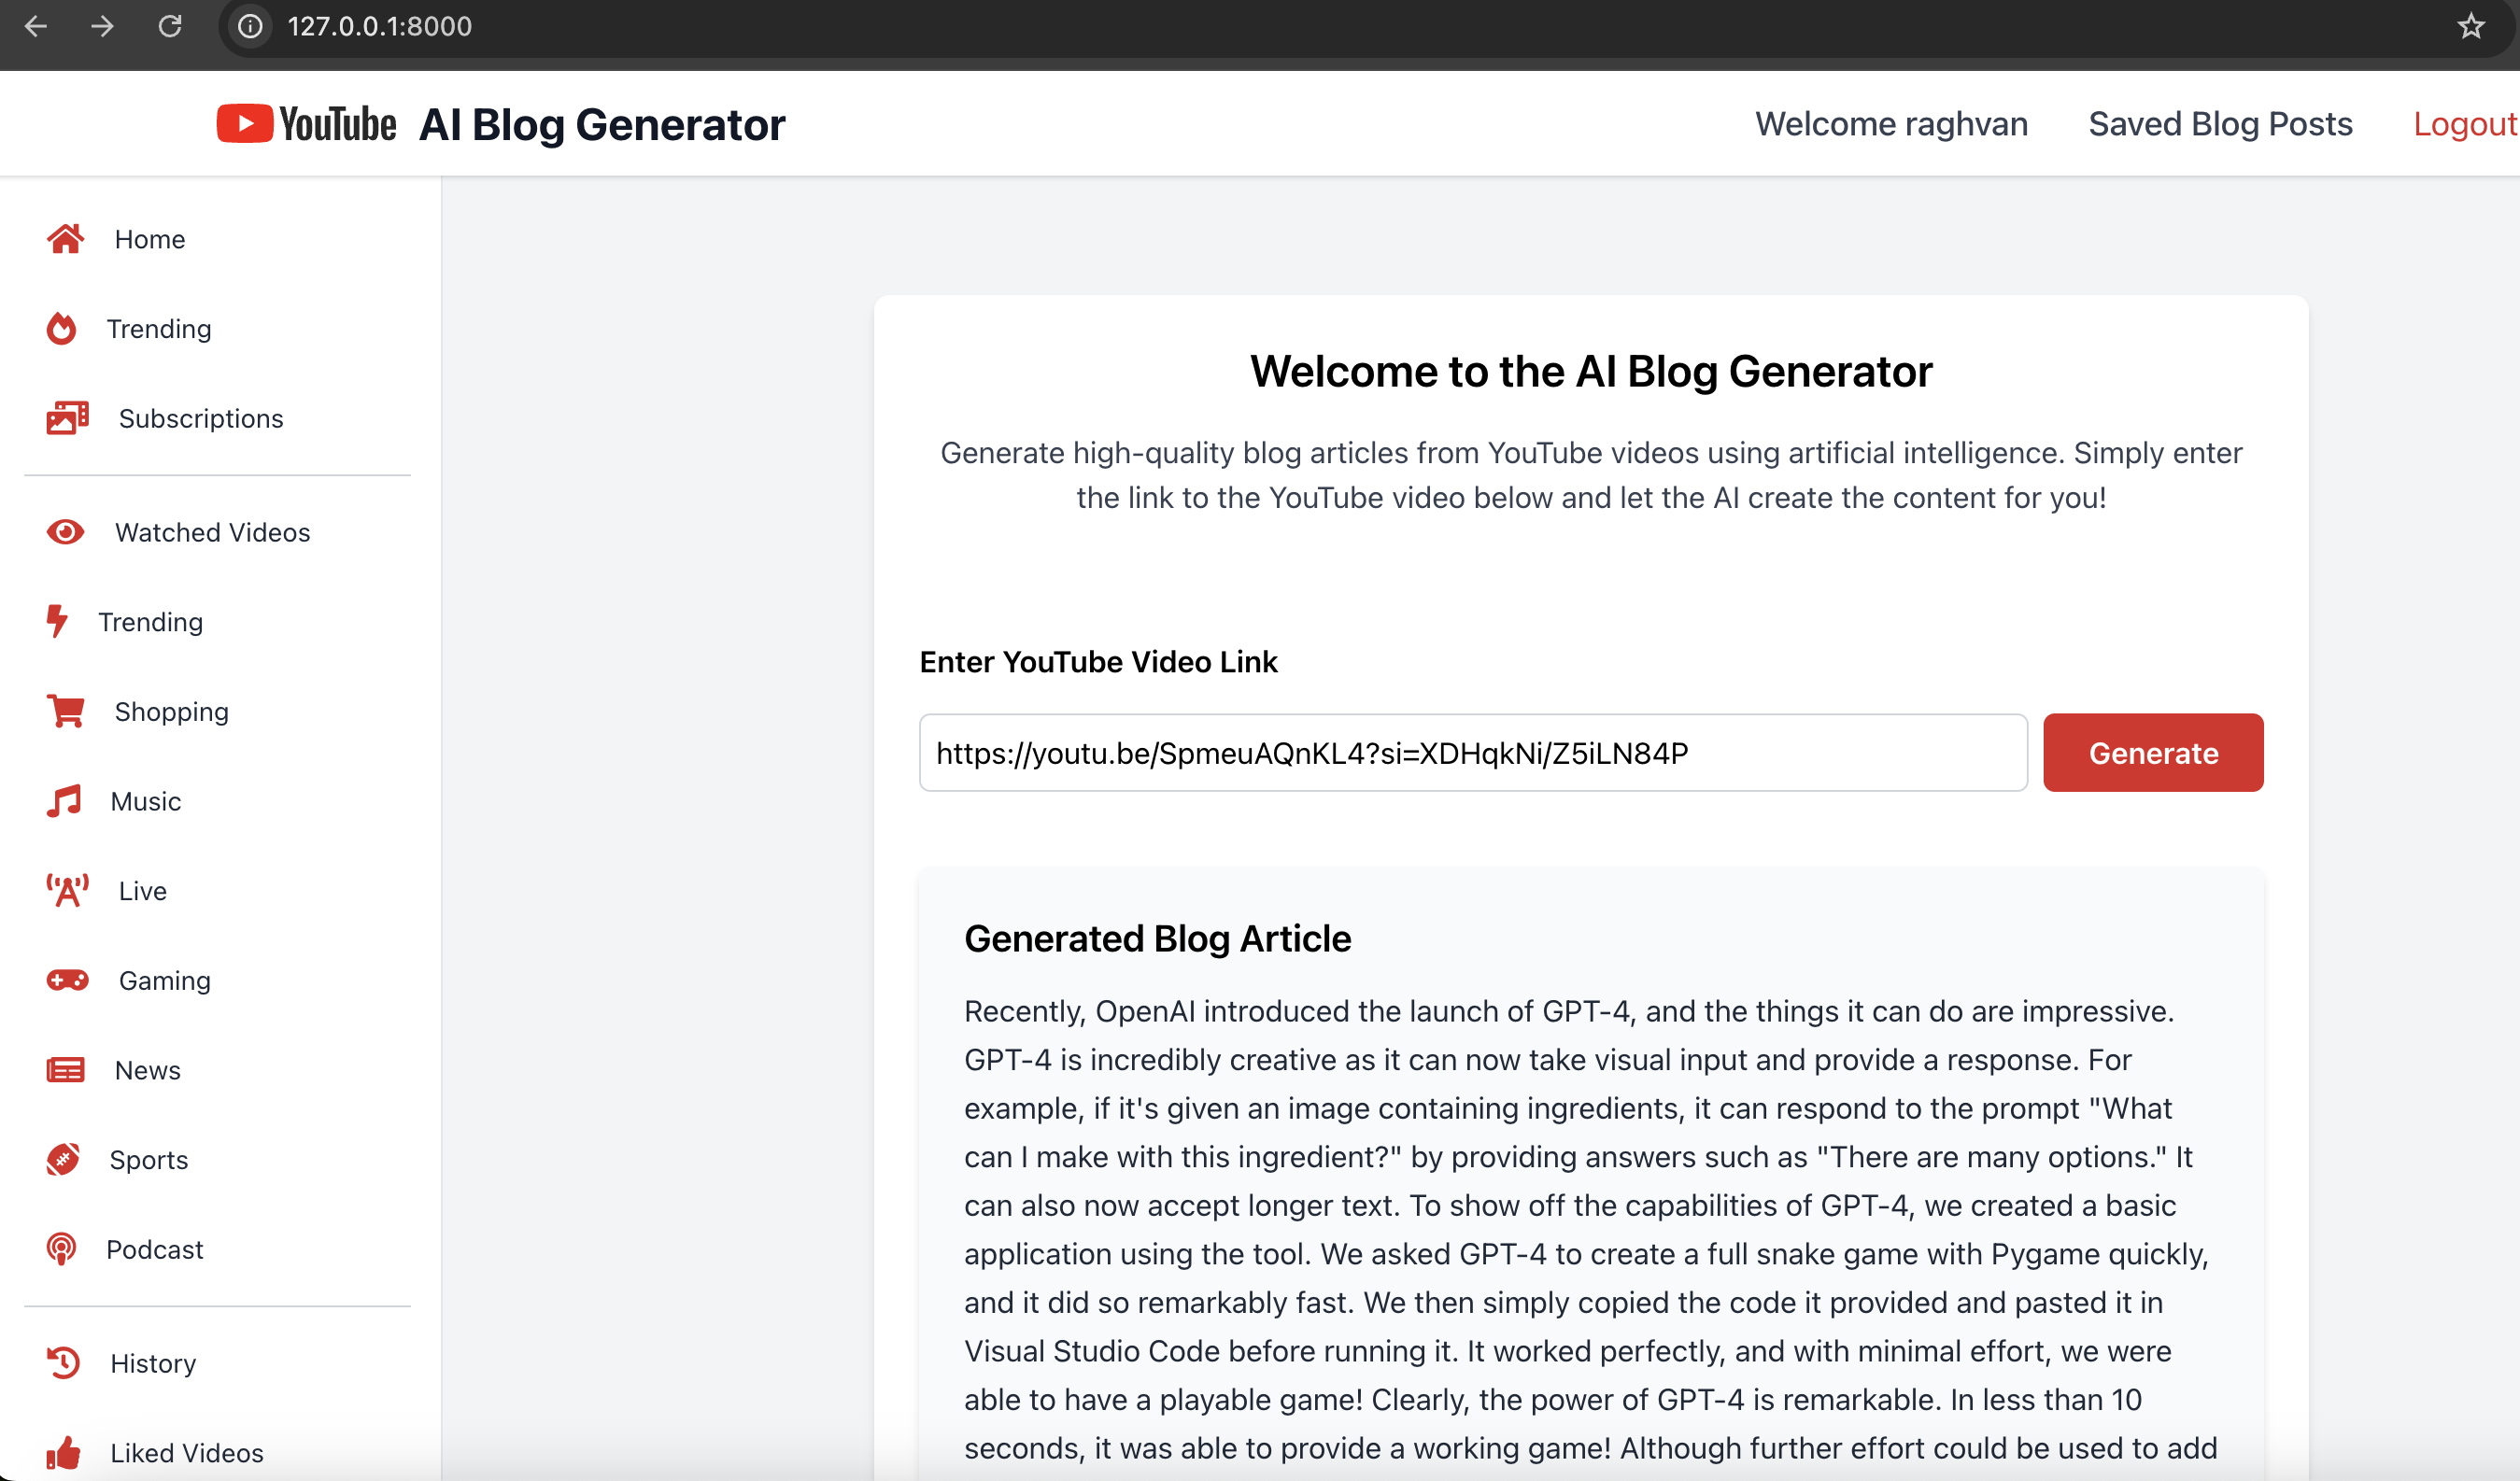 127.0.0.1:8000
YouTube AI Blog Generator
Welcome raghvan
Saved Blog Posts
Logout
Home
Trending
Subscriptions
Watched Videos
Trending
Shopping
Music
Live
Gaming
News
Sports
Podcast
History
Liked Videos
Welcome to the AI Blog Generator
Generate high-quality blog articles from YouTube videos using artificial intelligence. Simply enter
the link to the YouTube video below and let the AI create the content for you!
Enter YouTube Video Link
https://youtu.be/SpmeuAQnKL4?si=XDHqkNi/Z5iLN84P
Generate
Generated Blog Article
Recently, OpenAI introduced the launch of GPT-4, and the things it can do are impressive.
GPT-4 is incredibly creative as it can now take visual input and provide a response. For
example, if it's given an image containing ingredients, it can respond to the prompt "What
can I make with this ingredient?" by providing answers such as "There are many options." It
can also now accept longer text. To show off the capabilities of GPT-4, we created a basic
application using the tool. We asked GPT-4 to create a full snake game with Pygame quickly,
and it did so remarkably fast. We then simply copied the code it provided and pasted it in
Visual Studio Code before running it. It worked perfectly, and with minimal effort, we were
able to have a playable game! Clearly, the power of GPT-4 is remarkable. In less than 10
seconds, it was able to provide a working game! Although further effort could be used to add